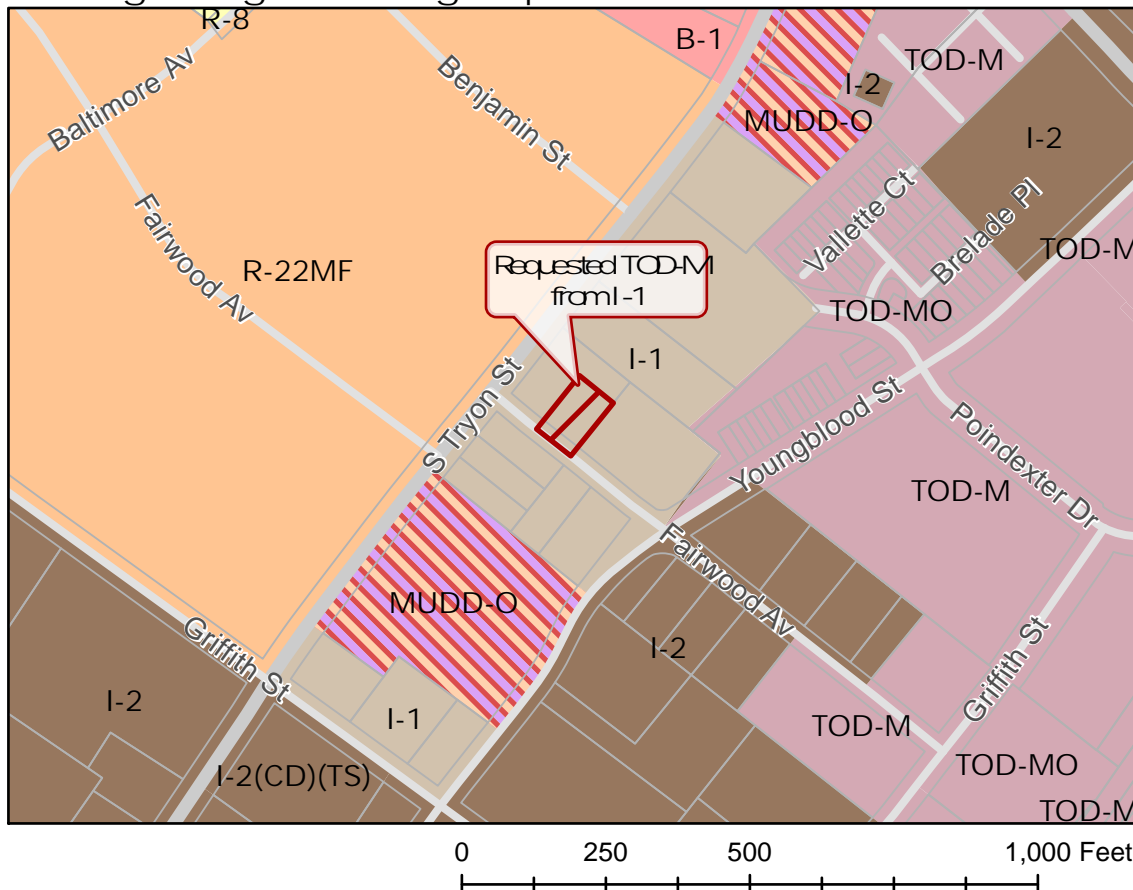 R-8
B-1
TOD-M
I-2
MUDD-O
I-2
Baltimore Av
Benjamin St
Vallette Ct
Brelade Pl
TOD-M
Fairwood Av
R-22MF
Requested TOD-M
from I-1
TOD-MO
I-1
S Tryon St
Youngblood St
Poindexter Dr
TOD-M
Fairwood Av
MUDD-O
Griffith St
I-2
Griffith St
I-2
I-1
TOD-M
I-2(CD)(TS)
TOD-MO
TOD-M
0 250 500 1,000 Feet